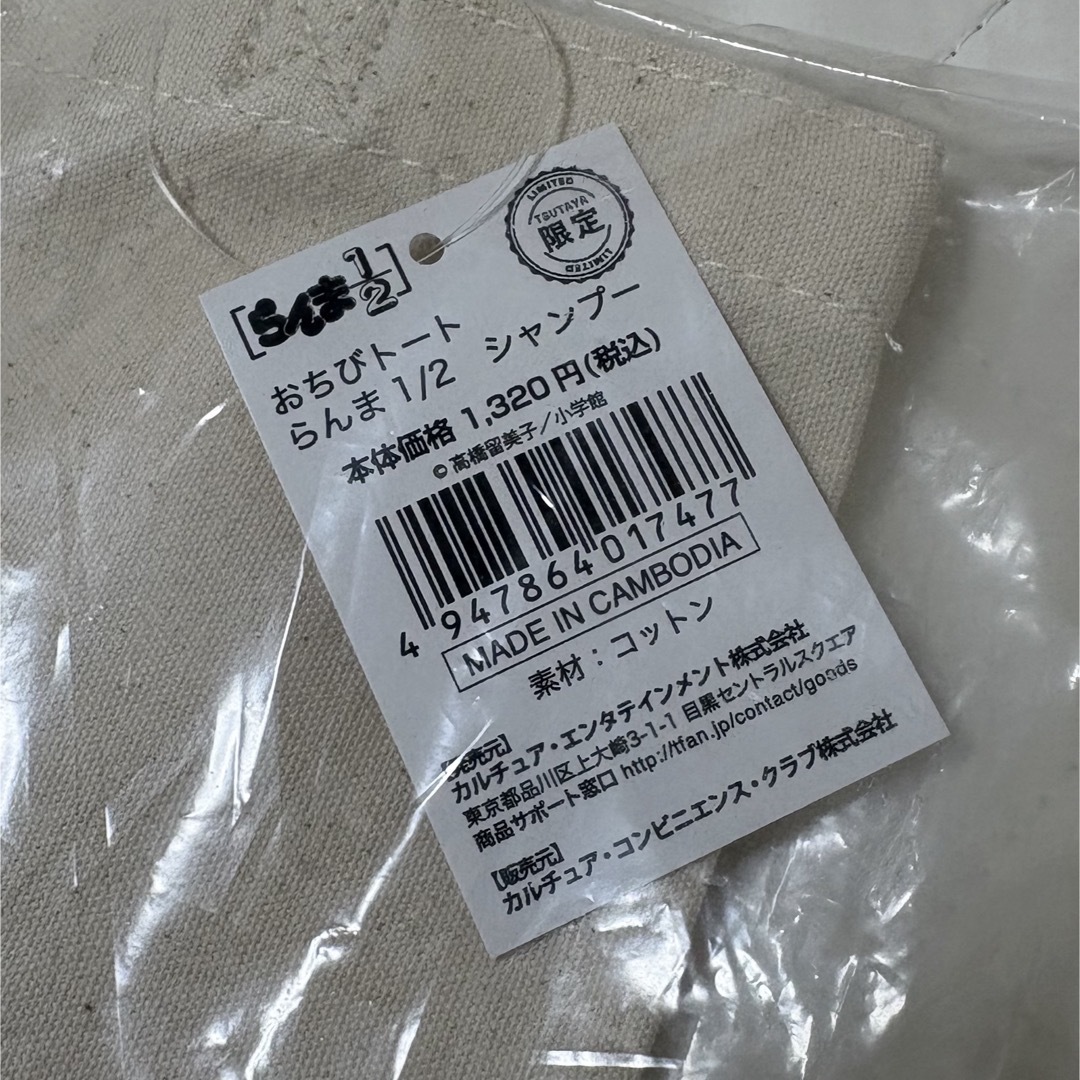 [らんま1/2]
LIMITED
TSUTAYA
限定
LIMITED
おちびトート
らんま1/2 シャンプー
本体価格 1,320円(税込)
© 高橋留美子/小学館
4 947864 017477
MADE IN CAMBODIA
素材:コットン
【発売元】
カルチュア・エンタテインメント株式会社
東京都品川区上大崎3-1-1 目黒セントラルスクエア
商品サポート窓口 http://tfan.jp/contact/goods
【販売元】
カルチュア・コンビニエンス・クラブ株式会社